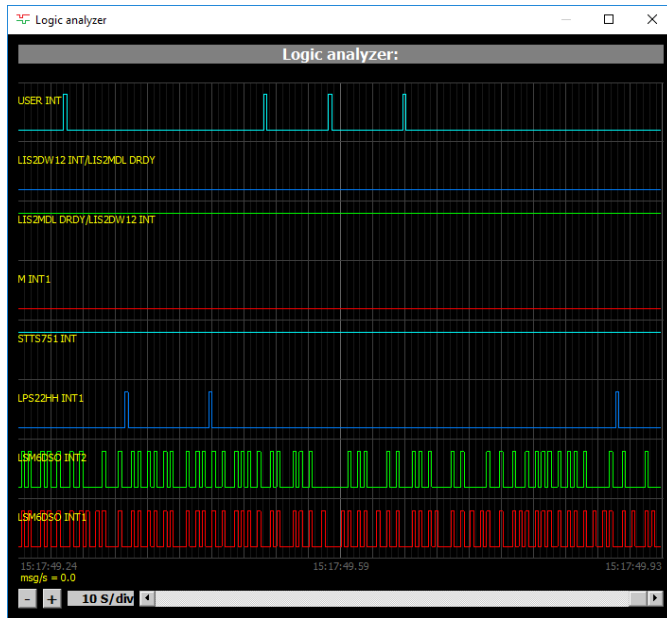 Logic analyzer
Logic analyzer:
USER INT
LIS2DW12 INT/LIS2MDL DRDY
LIS2MDL DRDY/LIS2DW12 INT
M INT1
STTS751 INT
LPS22HH INT1
LSM6DSO INT2
LSM6DSO INT1
15:17:49.24 15:17:49.59 15:17:49.93
msg/s = 0.0
- + 10 S/div